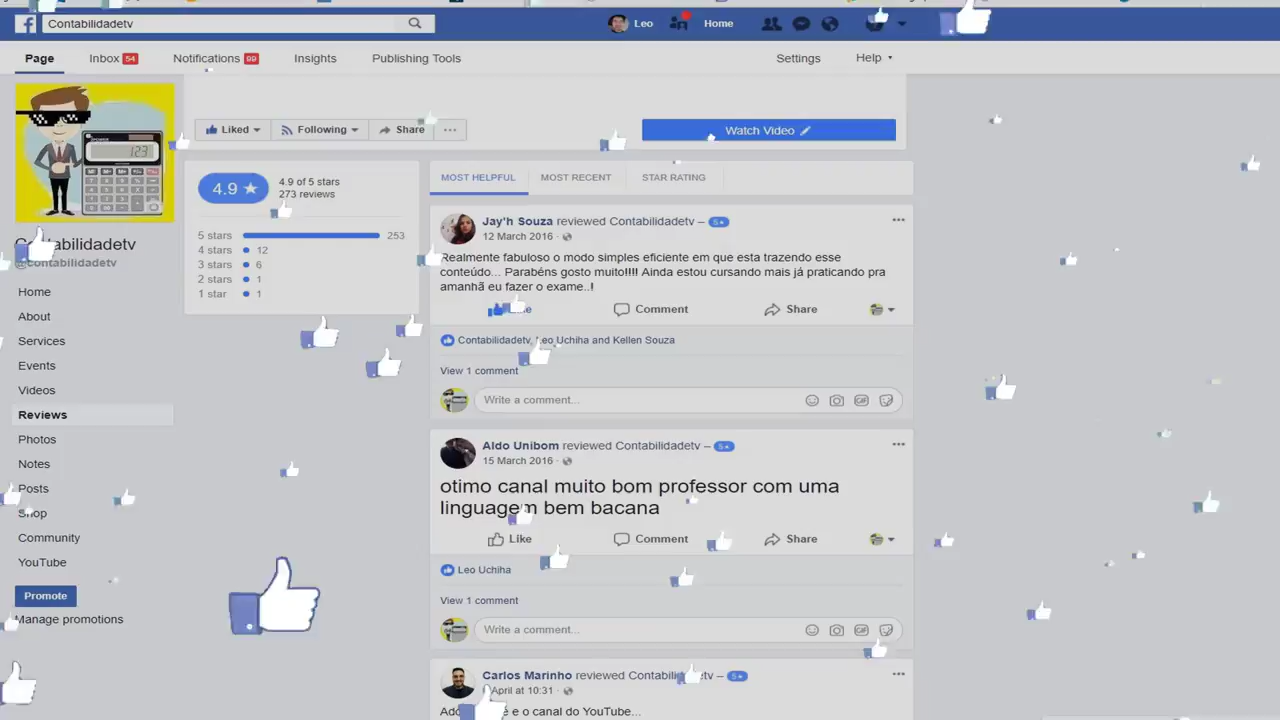 Contabilidadetv
Leo
Home
Page
Inbox 54
Notifications 99
Insights
Publishing Tools
Settings
Help
Liked
Following
Share
Watch Video
123
4.9 ★
4.9 of 5 stars
273 reviews
5 stars 253
4 stars 12
3 stars 6
2 stars 1
1 star 1
@contabilidadetv
Home
About
Services
Events
Videos
Reviews
Photos
Notes
Posts
Shop
Community
YouTube
Promote
Manage promotions
MOST HELPFUL
MOST RECENT
STAR RATING
Jay'h Souza reviewed Contabilidadetv – 5★
12 March 2016
Realmente fabuloso o modo simples eficiente em que esta trazendo esse
conteúdo... Parabéns gosto muito!!!! Ainda estou cursando mais já praticando pra
amanhã eu fazer o exame..!
Like
Comment
Share
Contabilidadetv, Leo Uchiha and Kellen Souza
View 1 comment
Write a comment...
Aldo Unibom reviewed Contabilidadetv – 5★
15 March 2016
otimo canal muito bom professor com uma
linguagem bem bacana
Like
Comment
Share
Leo Uchiha
View 1 comment
Write a comment...
Carlos Marinho reviewed Contabilidadetv – 5★
April at 10:31
e o canal do YouTube...